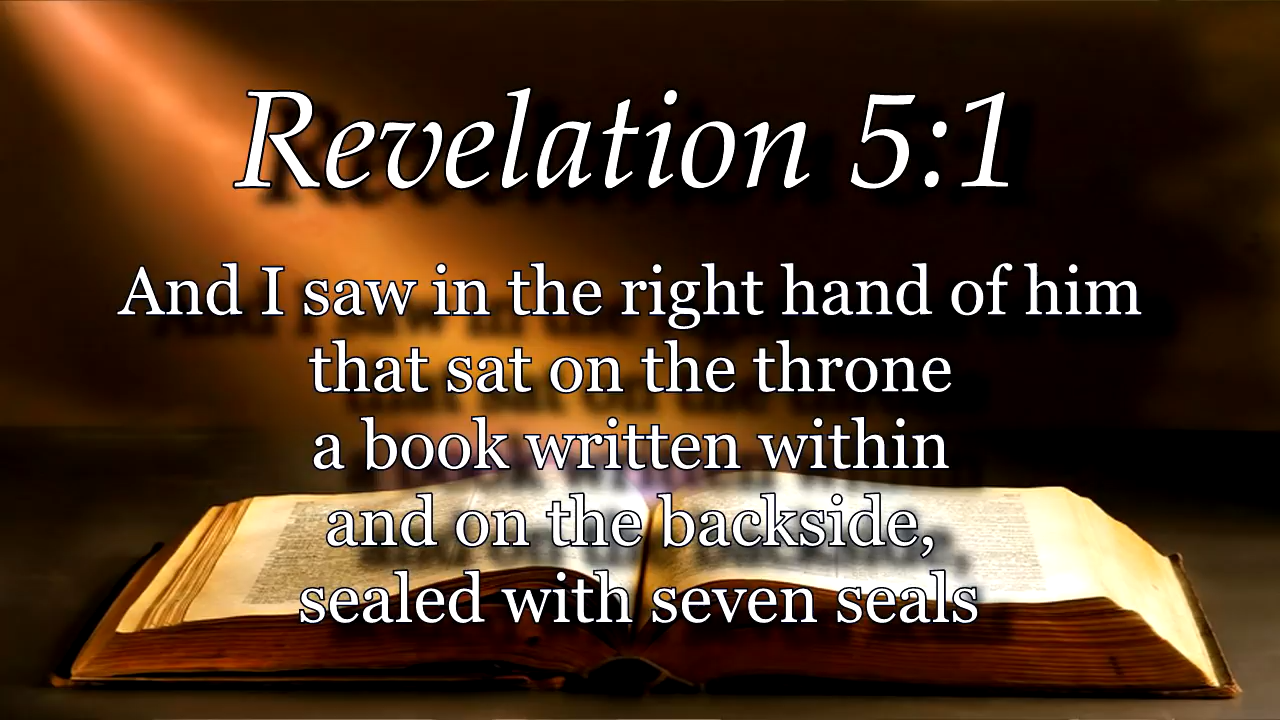 Revelation 5:1
And I saw in the right hand of him
that sat on the throne
a book written within
and on the backside,
sealed with seven seals